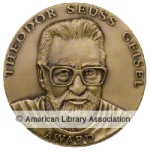 THEODOR SEUSS GEISEL
© American Library Association
AWARD